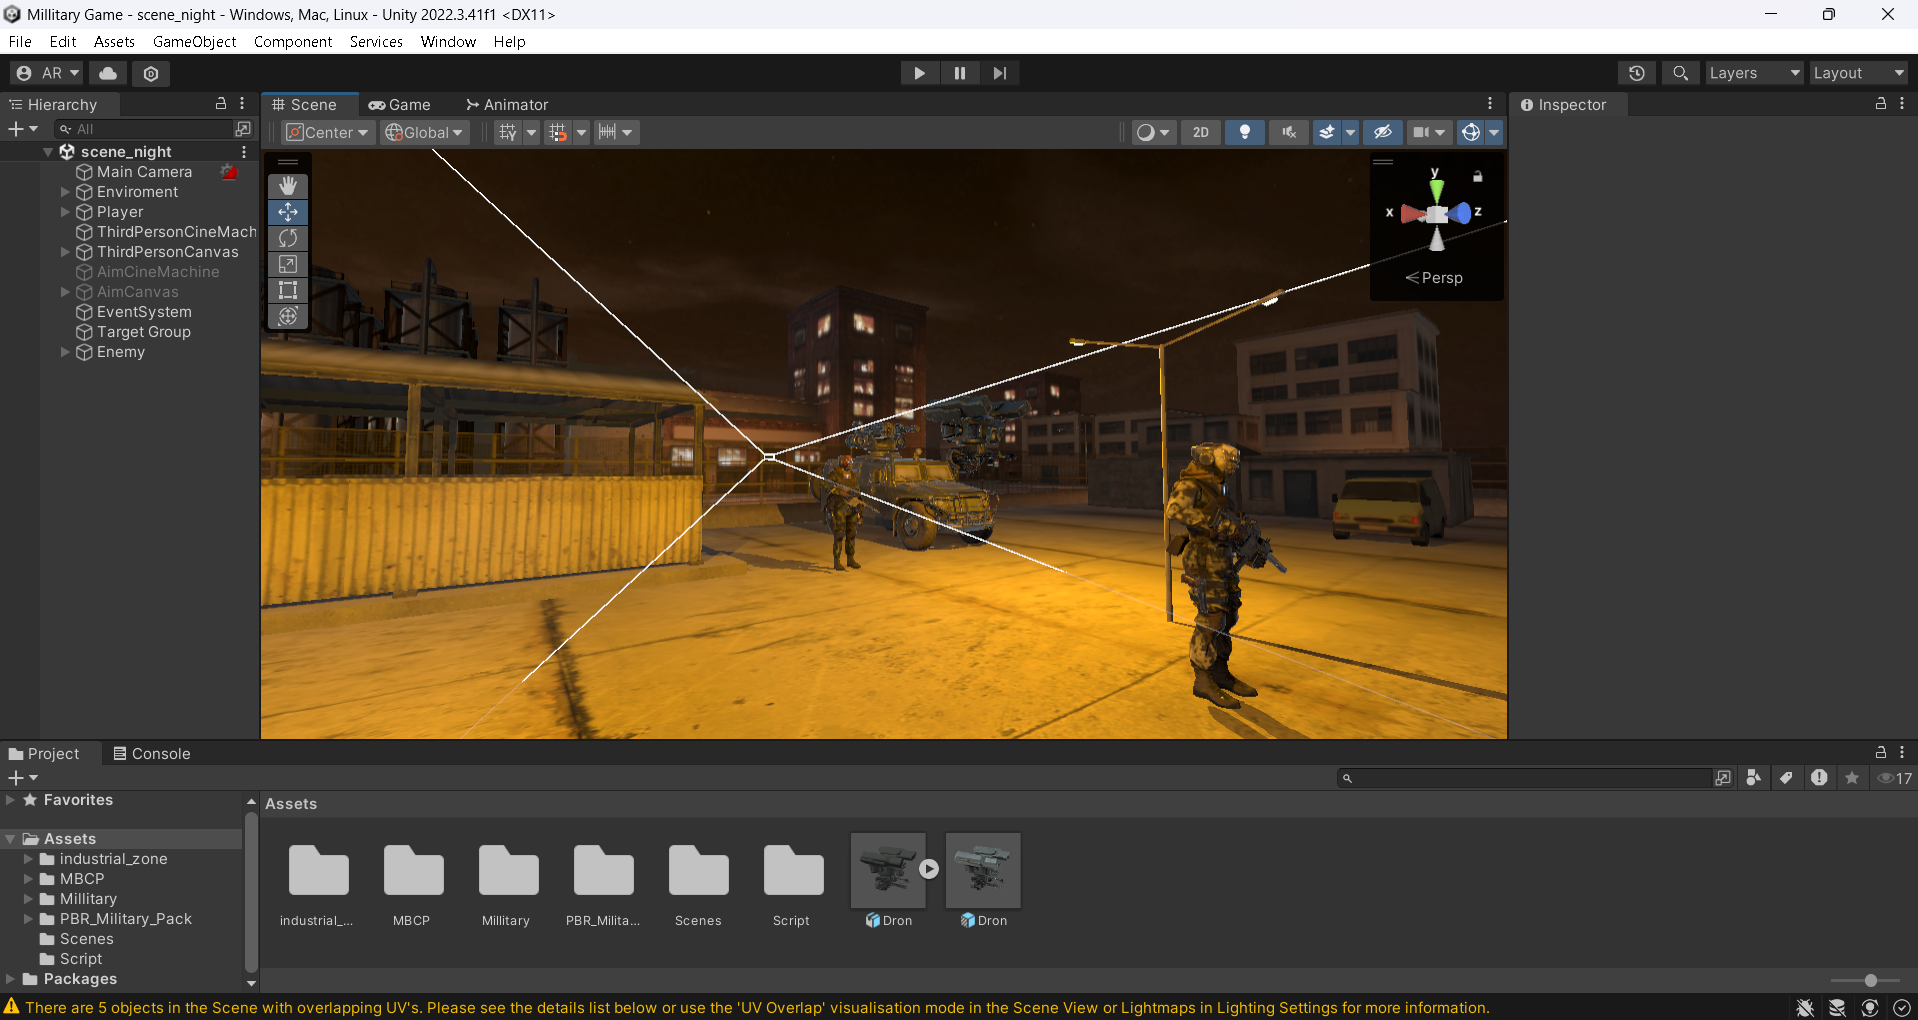 Millitary Game - scene_night - Windows, Mac, Linux - Unity 2022.3.41f1 <DX11>
File Edit Assets GameObject Component Services Window Help
AR
Layers Layout
Hierarchy
Scene Game Animator
Inspector
All
Center Global
2D
scene_night
Main Camera
Enviroment
Player
ThirdPersonCineMach
ThirdPersonCanvas
AimCineMachine
AimCanvas
EventSystem
Target Group
Enemy
y
x z
Persp
Project Console
17
Favorites
Assets
industrial_zone
MBCP
Millitary
PBR_Military_Pack
Scenes
Script
Packages
Assets
industrial_... MBCP Millitary PBR_Milita... Scenes Script Dron Dron
There are 5 objects in the Scene with overlapping UV's. Please see the details list below or use the 'UV Overlap' visualisation mode in the Scene View or Lightmaps in Lighting Settings for more information.